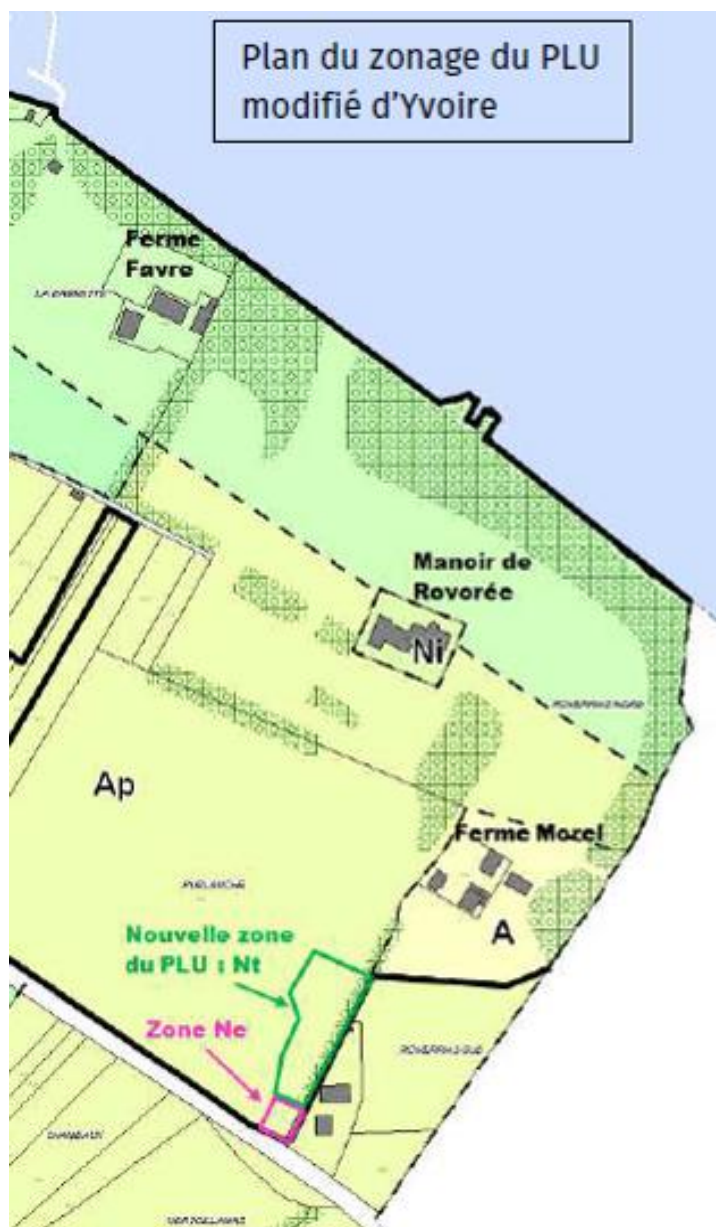 Plan du zonage du PLU
modifié d'Yvoire
Ferme
Favre
Manoir de
Rovorée
Ni
Ap
Ferme Mozel
A
Nouvelle zone
du PLU : Nt
Zone Ne